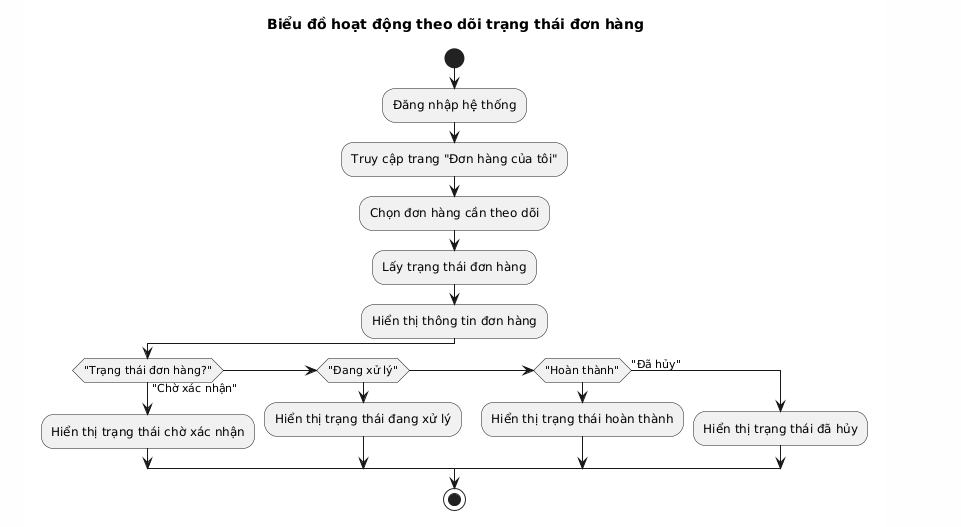 Biểu đồ hoạt động theo dõi trạng thái đơn hàng
Đăng nhập hệ thống
Truy cập trang "Đơn hàng của tôi"
Chọn đơn hàng cần theo dõi
Lấy trạng thái đơn hàng
Hiển thị thông tin đơn hàng
"Trạng thái đơn hàng?"
"Đang xử lý"
"Hoàn thành"
"Đã hủy"
"Chờ xác nhận"
Hiển thị trạng thái chờ xác nhận
Hiển thị trạng thái đang xử lý
Hiển thị trạng thái hoàn thành
Hiển thị trạng thái đã hủy